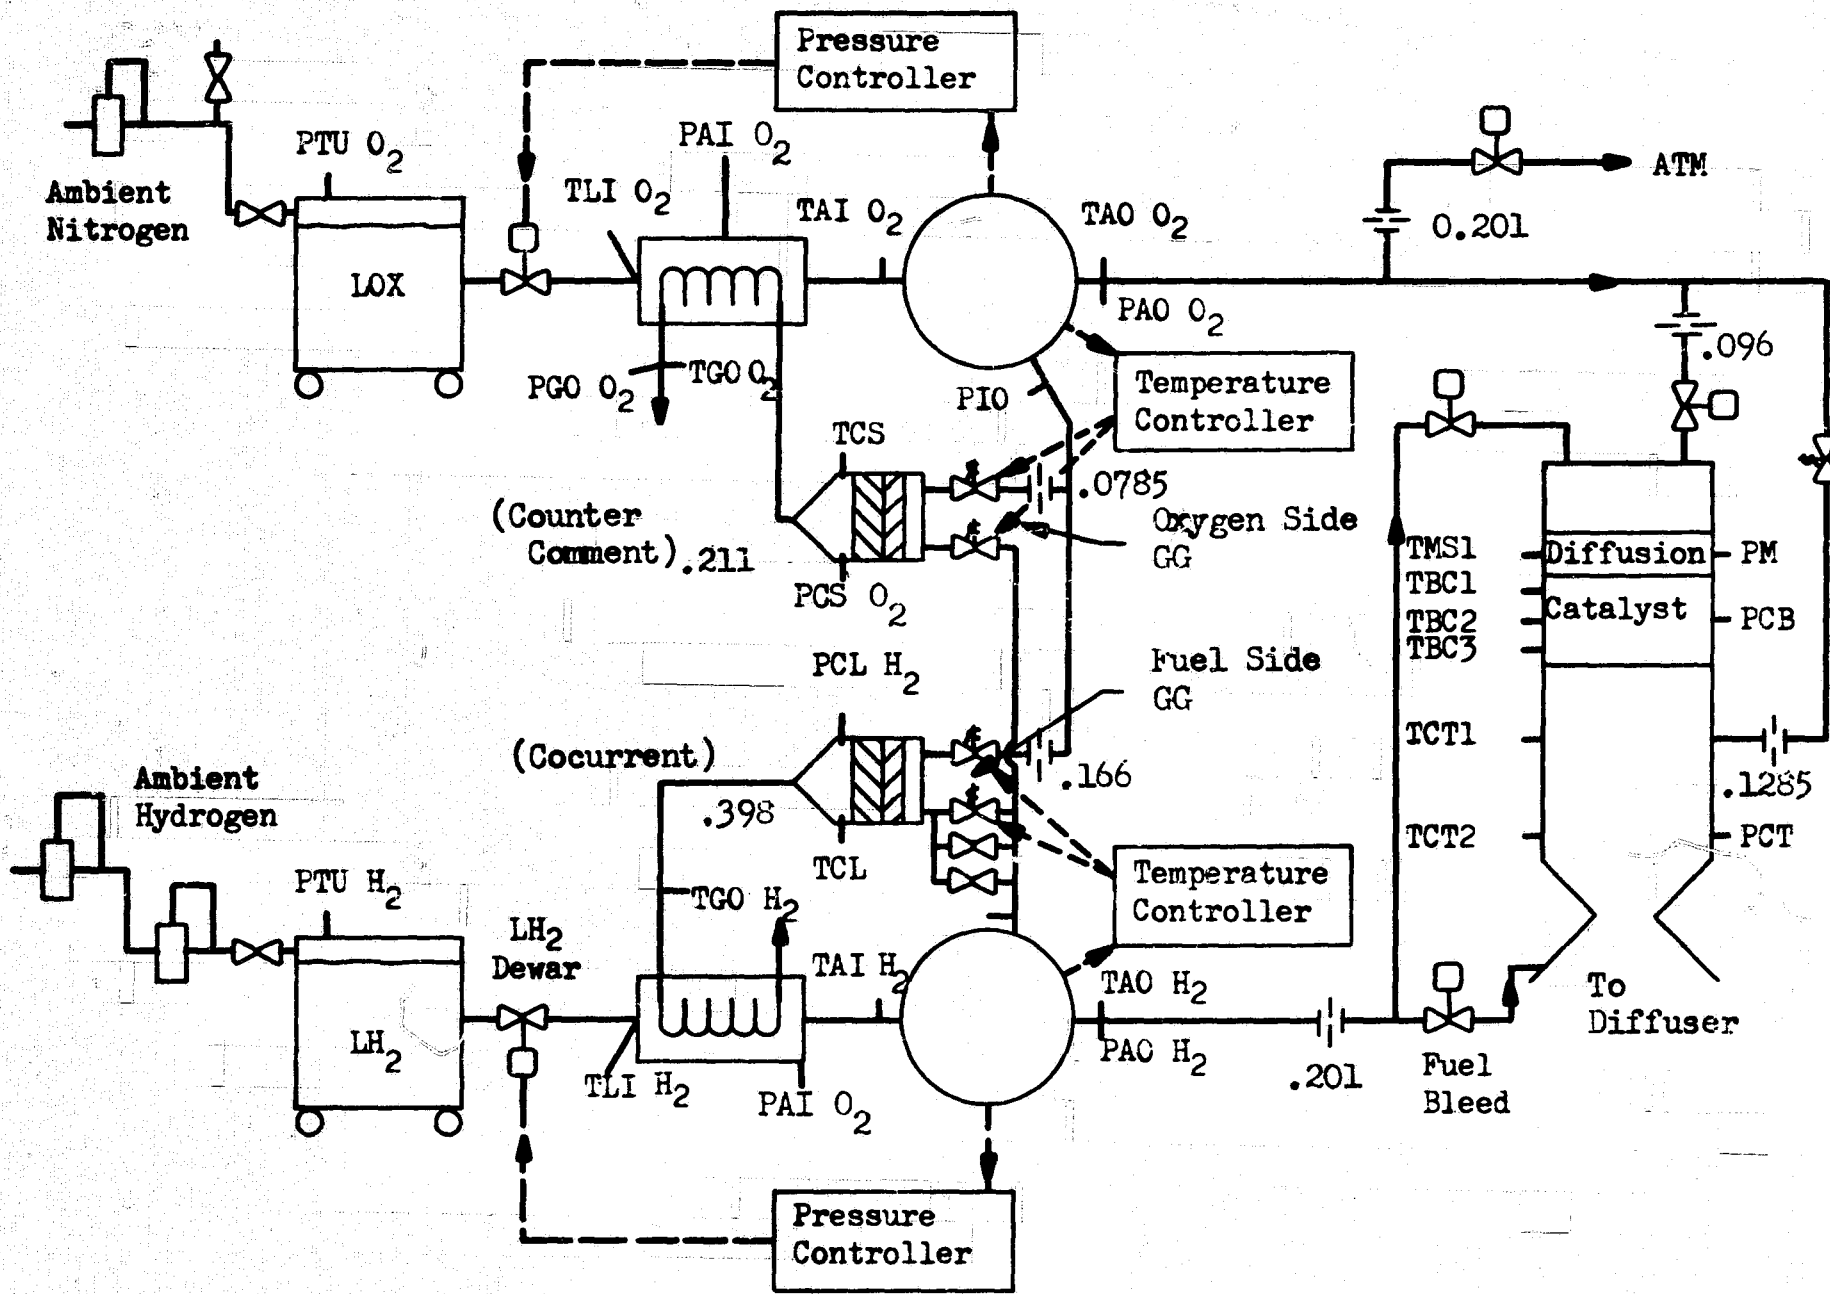 Pressure
Controller
PTU O2
PAI O2
Ambient
Nitrogen
TLI O2
TAI O2
TAO O2
ATM
0.201
LOX
PAO O2
.096
PGO O2
TGO O2
PIO
Temperature
Controller
TCS
.0785
(Counter
Comment)
.211
Oxygen Side
GG
PCS O2
TMS1
Diffusion
PM
TBC1
Catalyst
TBC2
PCB
TBC3
PCL H2
Fuel Side
GG
(Cocurrent)
TCT1
.166
.1285
Ambient
Hydrogen
.398
TCT2
PCT
TCL
PTU H2
TGO H2
Temperature
Controller
LH2
Dewar
TAI H2
TAO H2
To
Diffuser
LH2
PAO H2
TLI H2
PAI O2
.201
Fuel
Bleed
Pressure
Controller